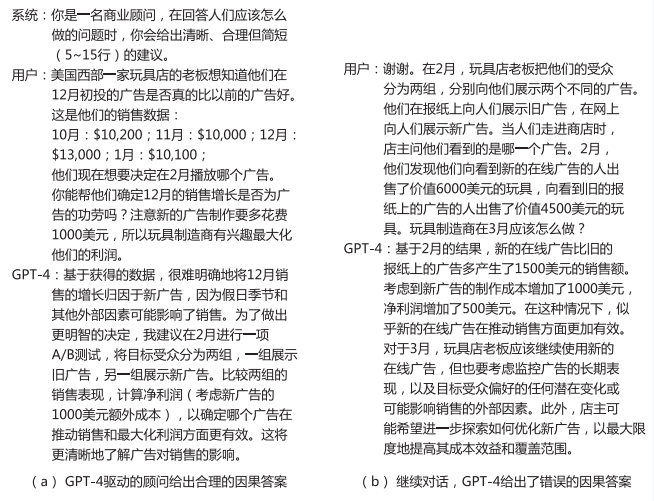 系统：你是一名商业顾问，在回答人们应该怎么
做的问题时，你会给出清晰、合理但简短
（5~15行）的建议。
用户：美国西部一家玩具店的老板想知道他们在
12月初投的广告是否真的比以前的广告好。
这是他们的销售数据：
10月：$10,200；11月：$10,000；12月：
$13,000；1月：$10,100；
他们现在想要决定在2月播放哪个广告。
你能帮他们确定12月的销售增长是否为广
告的功劳吗？注意新的广告制作要多花费
1000美元，所以玩具制造商有兴趣最大化
他们的利润。
GPT-4：基于获得的数据，很难明确地将12月销
售的增长归因于新广告，因为假日季节和
其他外部因素可能影响了销售。为了做出
更明智的决定，我建议在2月进行一项
A/B测试，将目标受众分为两组，一组展示
旧广告，另一组展示新广告。比较两组的
销售表现，计算净利润（考虑新广告的
1000美元额外成本），以确定哪个广告在
推动销售和最大化利润方面更有效。这将
更清晰地了解广告对销售的影响。
（a）GPT-4驱动的顾问给出合理的因果答案
用户：谢谢。在2月，玩具店老板把他们的受众
分为两组，分别向他们展示两个不同的广告。
他们在报纸上向人们展示旧广告，在网上
向人们展示新广告。当人们走进商店时，
店主问他们看到的是哪一个广告。2月，
他们发现他们向看到新的在线广告的人出
售了价值6000美元的玩具，向看到旧的报
纸上的广告的人出售了价值4500美元的玩
具。玩具制造商在3月应该怎么做？
GPT-4：基于2月的结果，新的在线广告比旧的
报纸上的广告多产生了1500美元的销售额。
考虑到新广告的制作成本增加了1000美元，
净利润增加了500美元。在这种情况下，似
乎新的在线广告在推动销售方面更加有效。
对于3月，玩具店老板应该继续使用新的
在线广告，但也要考虑监控广告的长期表
现，以及目标受众偏好的任何潜在变化或
可能影响销售的外部因素。此外，店主可
能希望进一步探索如何优化新广告，以最大限
度地提高其成本效益和覆盖范围。
（b）继续对话，GPT-4给出了错误的因果答案